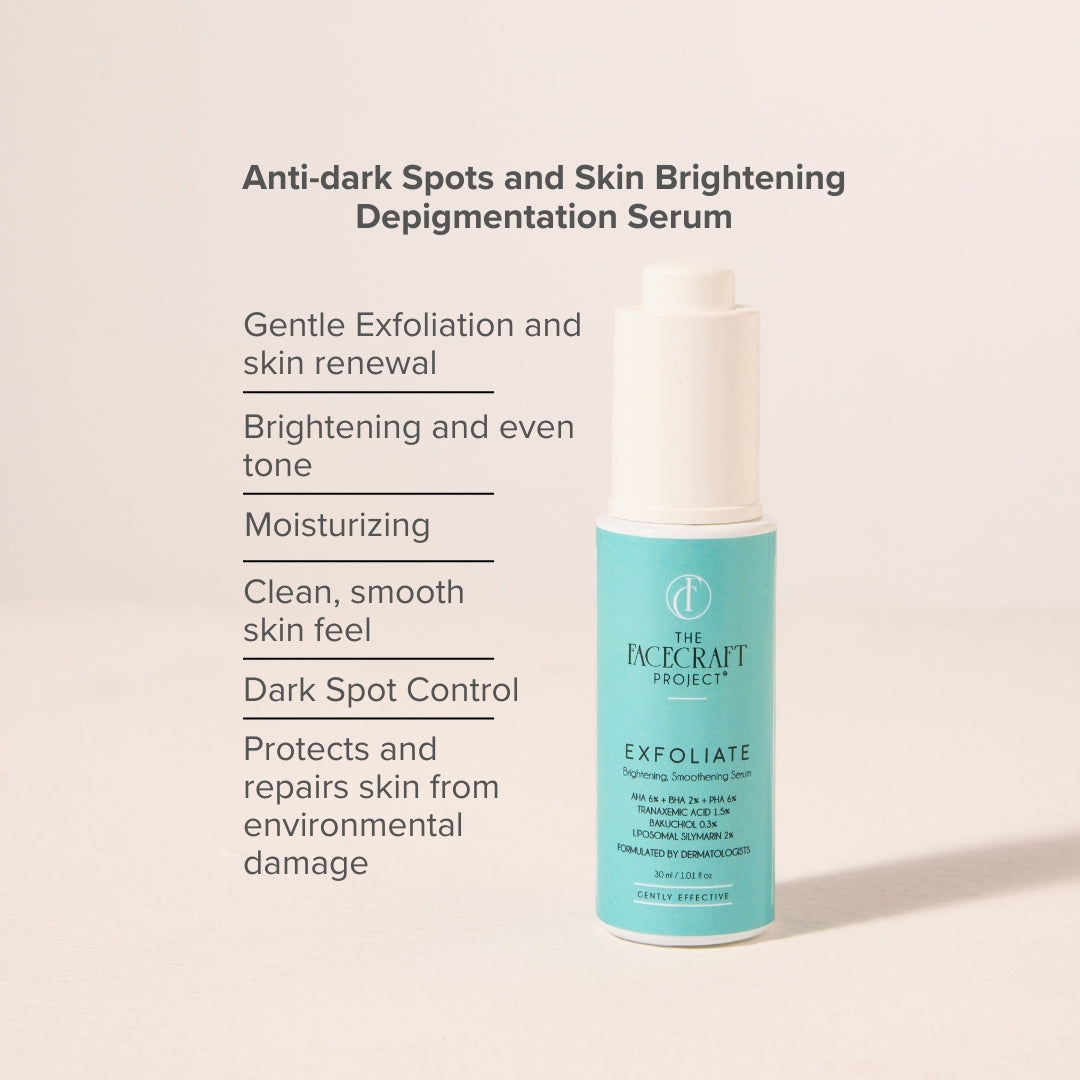 Anti-dark Spots and Skin Brightening
Depigmentation Serum
Gentle Exfoliation and
skin renewal
Brightening and even
tone
Moisturizing
Clean, smooth
skin feel
Dark Spot Control
Protects and
repairs skin from
environmental
damage
THE
FACECRAFT
PROJECT®
EXFOLIATE
Brightening, Smoothening Serum
AHA 6% + BHA 2% + PHA 6%
TRANAXEMIC ACID 1.5%
BAKUCHIOL 0.3%
LIPOSOMAL SILYMARIN 2%
FORMULATED BY DERMATOLOGISTS
30 ml / 1.01 fl oz
GENTLY EFFECTIVE